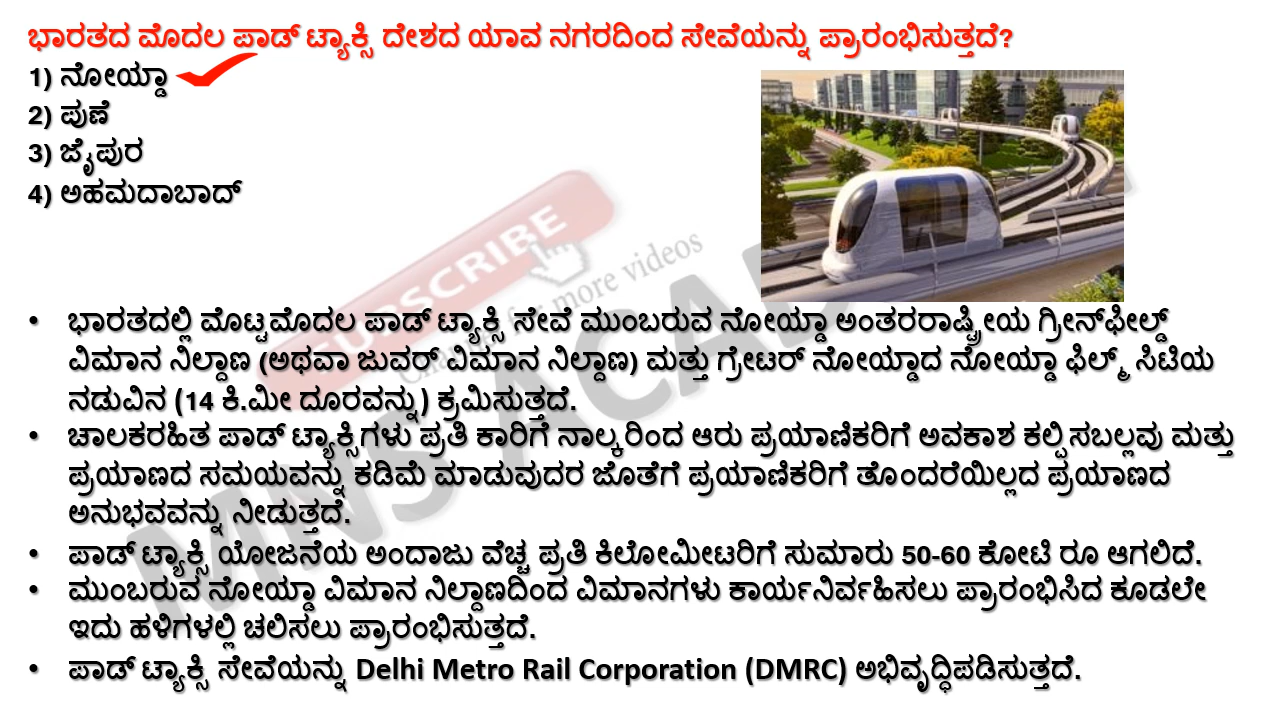 ಭಾರತದ ಮೊದಲ ಪಾಡ್ ಟ್ಯಾಕ್ಸಿ ದೇಶದ ಯಾವ ನಗರದಿಂದ ಸೇವೆಯನ್ನು ಪ್ರಾರಂಭಿಸುತ್ತದೆ?
1) ನೋಯ್ಡಾ
2) ಪುಣೆ
3) ಜೈಪುರ
4) ಅಹಮದಾಬಾದ್
SUBSCRIBE
Channel for more videos
MNS ACAD
• ಭಾರತದಲ್ಲಿ ಮೊಟ್ಟಮೊದಲ ಪಾಡ್ ಟ್ಯಾಕ್ಸಿ ಸೇವೆ ಮುಂಬರುವ ನೋಯ್ಡಾ ಅಂತರರಾಷ್ಟ್ರೀಯ ಗ್ರೀನ್‌ಫೀಲ್ಡ್
ವಿಮಾನ ನಿಲ್ದಾಣ (ಅಥವಾ ಜುವರ್ ವಿಮಾನ ನಿಲ್ದಾಣ) ಮತ್ತು ಗ್ರೇಟರ್ ನೋಯ್ಡಾದ ನೋಯ್ಡಾ ಫಿಲ್ಮ್ ಸಿಟಿಯ
ನಡುವಿನ (14 ಕಿ.ಮೀ ದೂರವನ್ನು) ಕ್ರಮಿಸುತ್ತದೆ.
• ಚಾಲಕರಹಿತ ಪಾಡ್ ಟ್ಯಾಕ್ಸಿಗಳು ಪ್ರತಿ ಕಾರಿಗೆ ನಾಲ್ಕರಿಂದ ಆರು ಪ್ರಯಾಣಿಕರಿಗೆ ಅವಕಾಶ ಕಲ್ಪಿಸಬಲ್ಲವು ಮತ್ತು
ಪ್ರಯಾಣದ ಸಮಯವನ್ನು ಕಡಿಮೆ ಮಾಡುವುದರ ಜೊತೆಗೆ ಪ್ರಯಾಣಿಕರಿಗೆ ತೊಂದರೆಯಿಲ್ಲದ ಪ್ರಯಾಣದ
ಅನುಭವವನ್ನು ನೀಡುತ್ತದೆ.
• ಪಾಡ್ ಟ್ಯಾಕ್ಸಿ ಯೋಜನೆಯ ಅಂದಾಜು ವೆಚ್ಚ ಪ್ರತಿ ಕಿಲೋಮೀಟರಿಗೆ ಸುಮಾರು 50-60 ಕೋಟಿ ರೂ ಆಗಲಿದೆ.
• ಮುಂಬರುವ ನೋಯ್ಡಾ ವಿಮಾನ ನಿಲ್ದಾಣದಿಂದ ವಿಮಾನಗಳು ಕಾರ್ಯನಿರ್ವಹಿಸಲು ಪ್ರಾರಂಭಿಸಿದ ಕೂಡಲೇ
ಇದು ಹಳಿಗಳಲ್ಲಿ ಚಲಿಸಲು ಪ್ರಾರಂಭಿಸುತ್ತದೆ.
• ಪಾಡ್ ಟ್ಯಾಕ್ಸಿ ಸೇವೆಯನ್ನು Delhi Metro Rail Corporation (DMRC) ಅಭಿವೃದ್ಧಿಪಡಿಸುತ್ತದೆ.